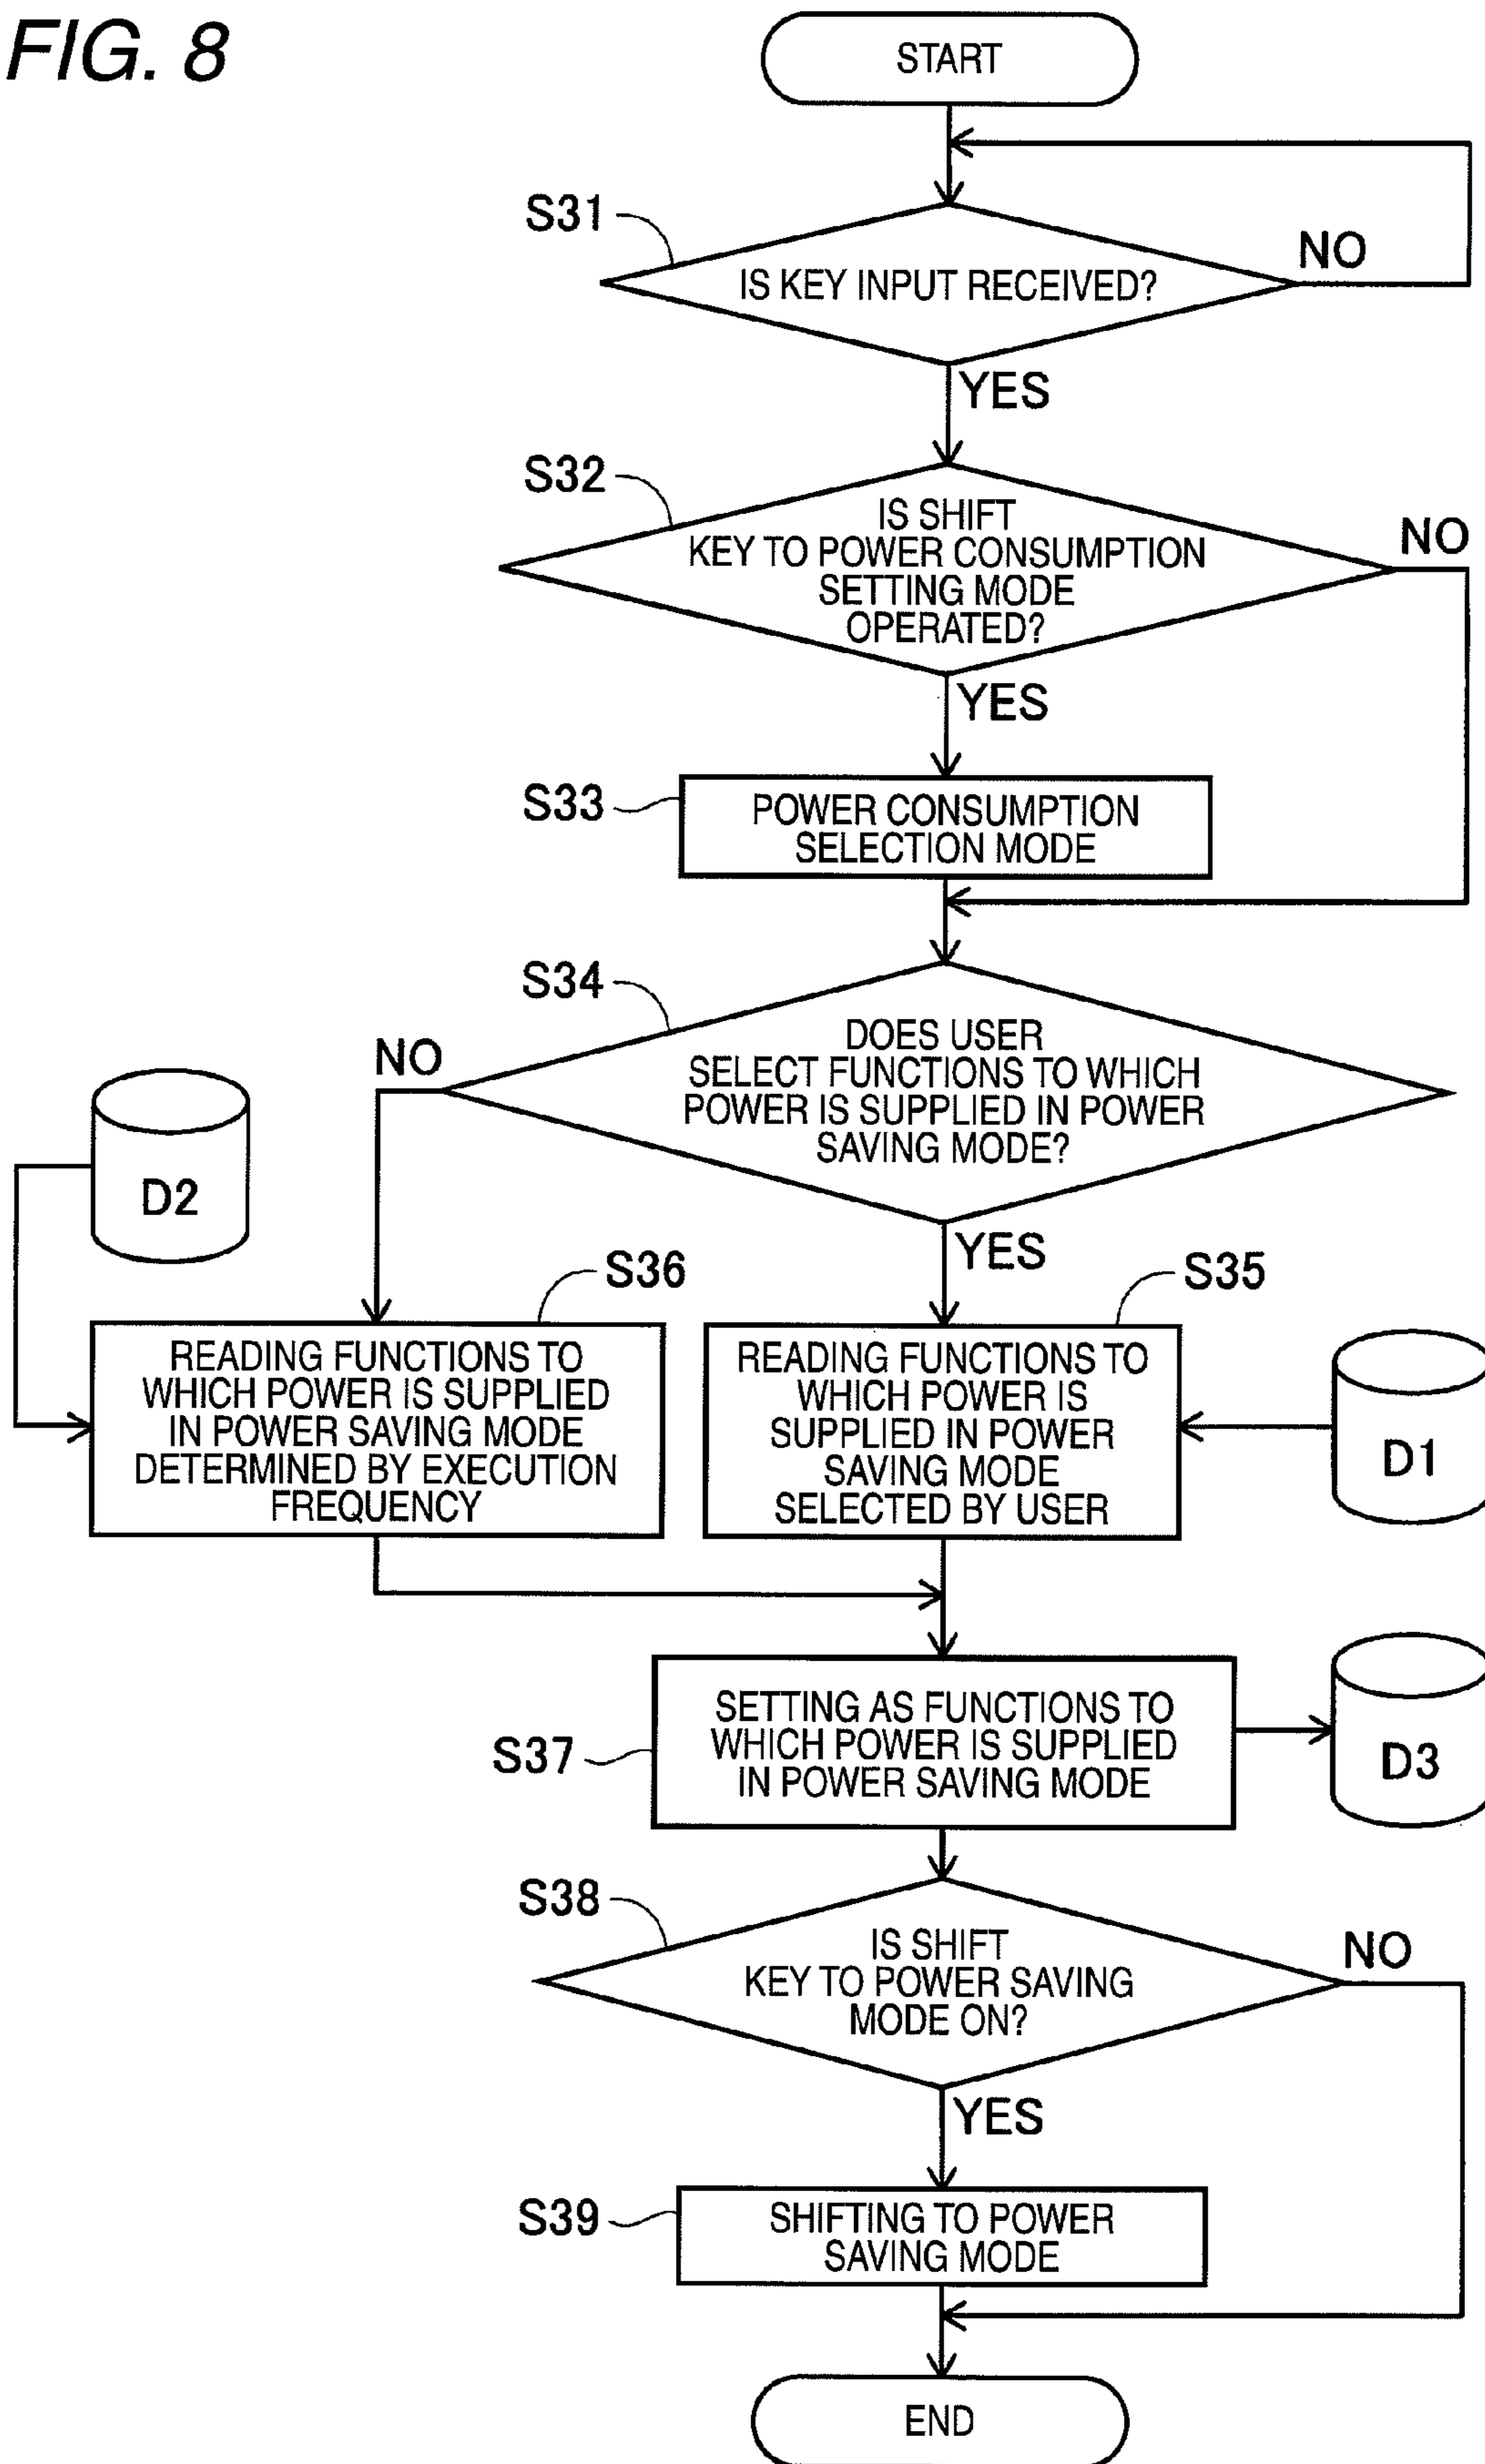 FIG. 8
START
S31
IS KEY INPUT RECEIVED?
NO
YES
S32
IS SHIFT
KEY TO POWER CONSUMPTION
SETTING MODE
OPERATED?
NO
YES
S33
POWER CONSUMPTION
SELECTION MODE
S34
DOES USER
SELECT FUNCTIONS TO WHICH
POWER IS SUPPLIED IN POWER
SAVING MODE?
NO
YES
D2
S36
READING FUNCTIONS TO
WHICH POWER IS SUPPLIED
IN POWER SAVING MODE
DETERMINED BY EXECUTION
FREQUENCY
S35
READING FUNCTIONS TO
WHICH POWER IS
SUPPLIED IN POWER
SAVING MODE
SELECTED BY USER
D1
S37
SETTING AS FUNCTIONS TO
WHICH POWER IS SUPPLIED
IN POWER SAVING MODE
D3
S38
IS SHIFT
KEY TO POWER SAVING
MODE ON?
NO
YES
S39
SHIFTING TO POWER
SAVING MODE
END